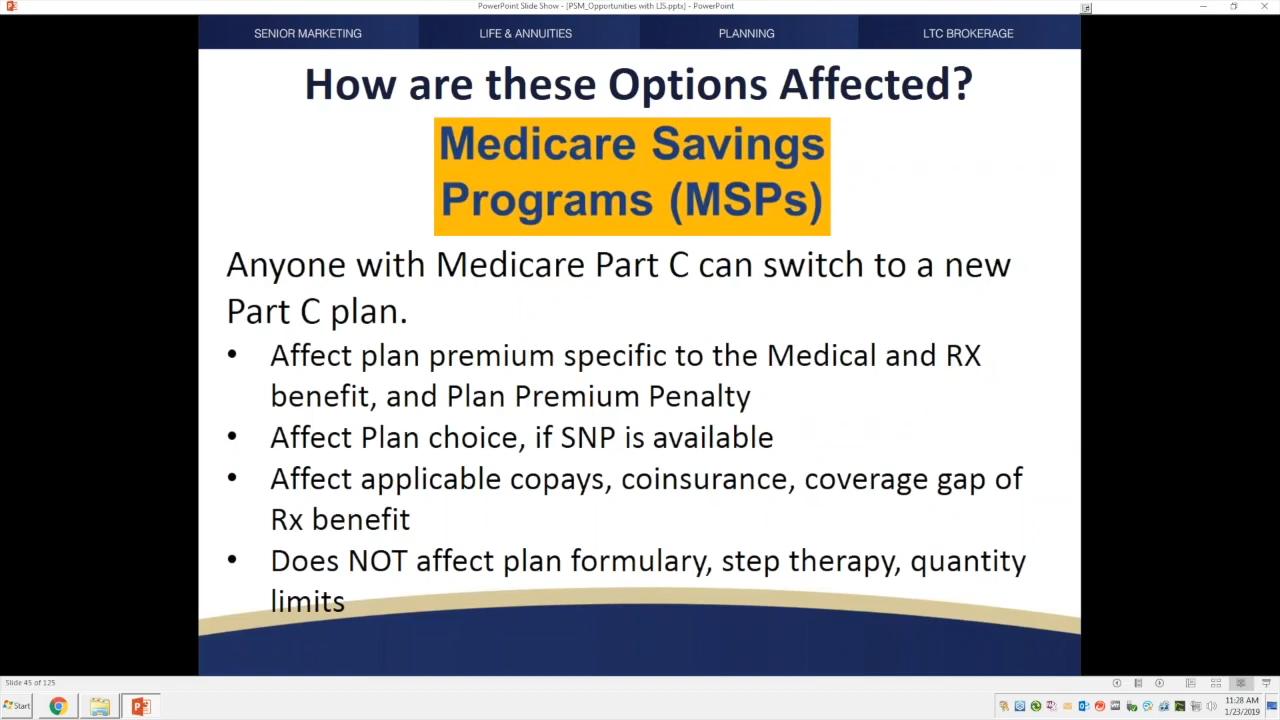 PowerPoint Slide Show - [PSM_Opportunities with LIS.pptx] - PowerPoint
SENIOR MARKETING
LIFE & ANNUITIES
PLANNING
LTC BROKERAGE
How are these Options Affected?
Medicare Savings
Programs (MSPs)
Anyone with Medicare Part C can switch to a new
Part C plan.
• Affect plan premium specific to the Medical and RX
benefit, and Plan Premium Penalty
• Affect Plan choice, if SNP is available
• Affect applicable copays, coinsurance, coverage gap of
Rx benefit
• Does NOT affect plan formulary, step therapy, quantity
limits
Slide 45 of 125
Start
11:28 AM
1/23/2019